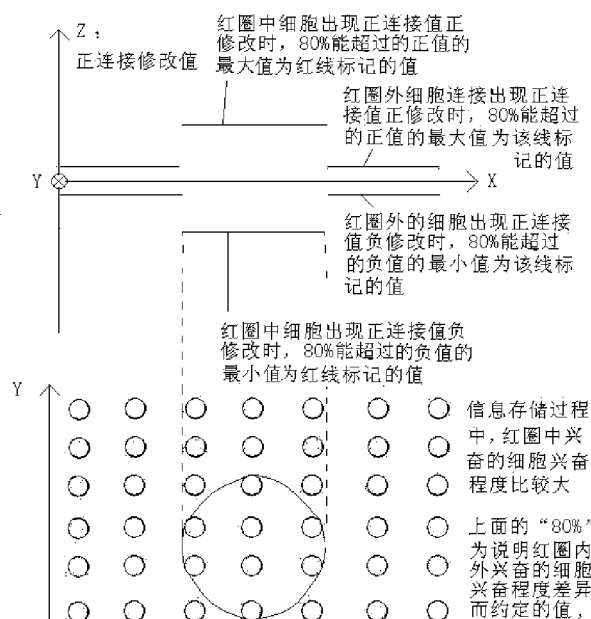 Z：
正连接修改值
红圈中细胞出现正连接值正
修改时，80%能超过的正值的
最大值为红线标记的值
红圈外细胞连接出现正连
接值正修改时，80%能超过
的正值的最大值为该线标
记的值
Y
X
红圈外的细胞出现正连接
值负修改时，80%能超过
的负值的最小值为该线标
记的值
红圈中细胞出现正连接值负
修改时，80%能超过的负值的
最小值为红线标记的值
Y
信息存储过程
中，红圈中兴
奋的细胞兴奋
程度比较大
上面的“80%”
为说明红圈内
外兴奋的细胞
兴奋程度差异
而约定的值，